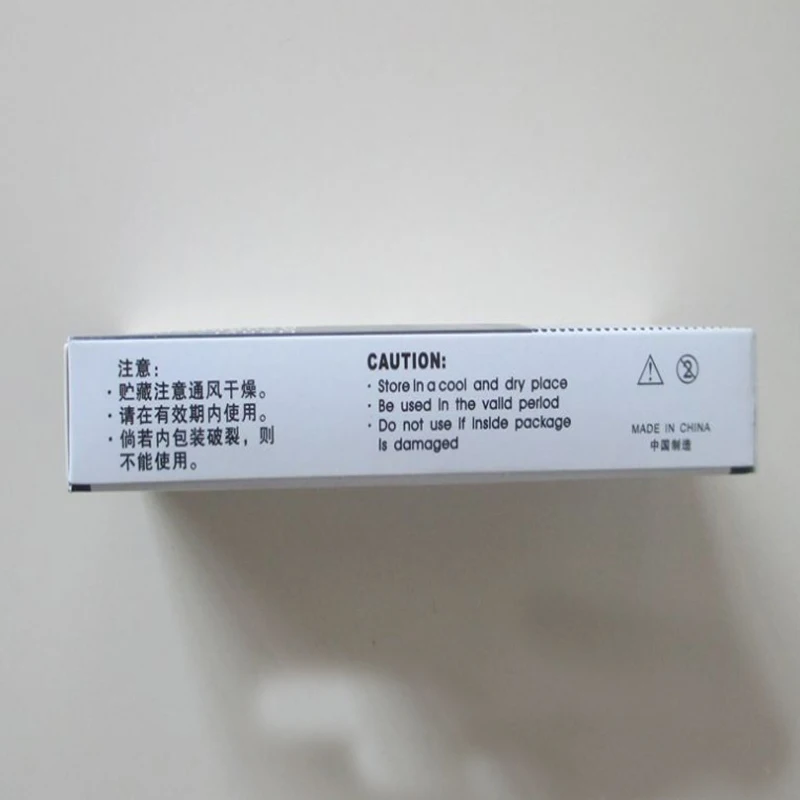 注意：
· 贮藏注意通风干燥。
· 请在有效期内使用。
· 倘若内包装破裂，则
不能使用。
CAUTION:
· Store in a cool and dry place
· Be used in the valid period
· Do not use if inside package
is damaged
2
MADE IN CHINA
中国制造